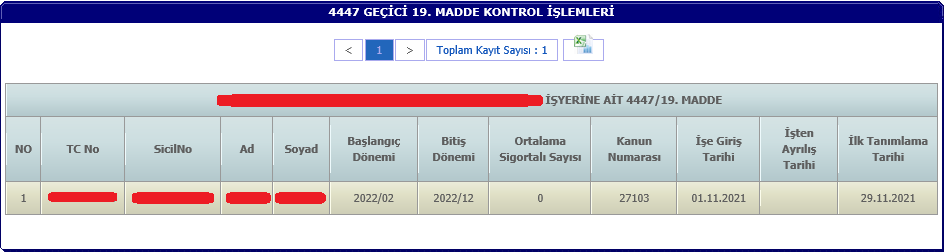 4447 GEÇİCİ 19. MADDE KONTROL İŞLEMLERİ
< 1 > Toplam Kayıt Sayısı : 1
İŞYERİNE AİT 4447/19. MADDE
NO TC No SicilNo Ad Soyad Başlangıç Dönemi Bitiş Dönemi Ortalama Sigortalı Sayısı Kanun Numarası İşe Giriş Tarihi İşten Ayrılış Tarihi İlk Tanımlama Tarihi
1 2022/02 2022/12 0 27103 01.11.2021 29.11.2021